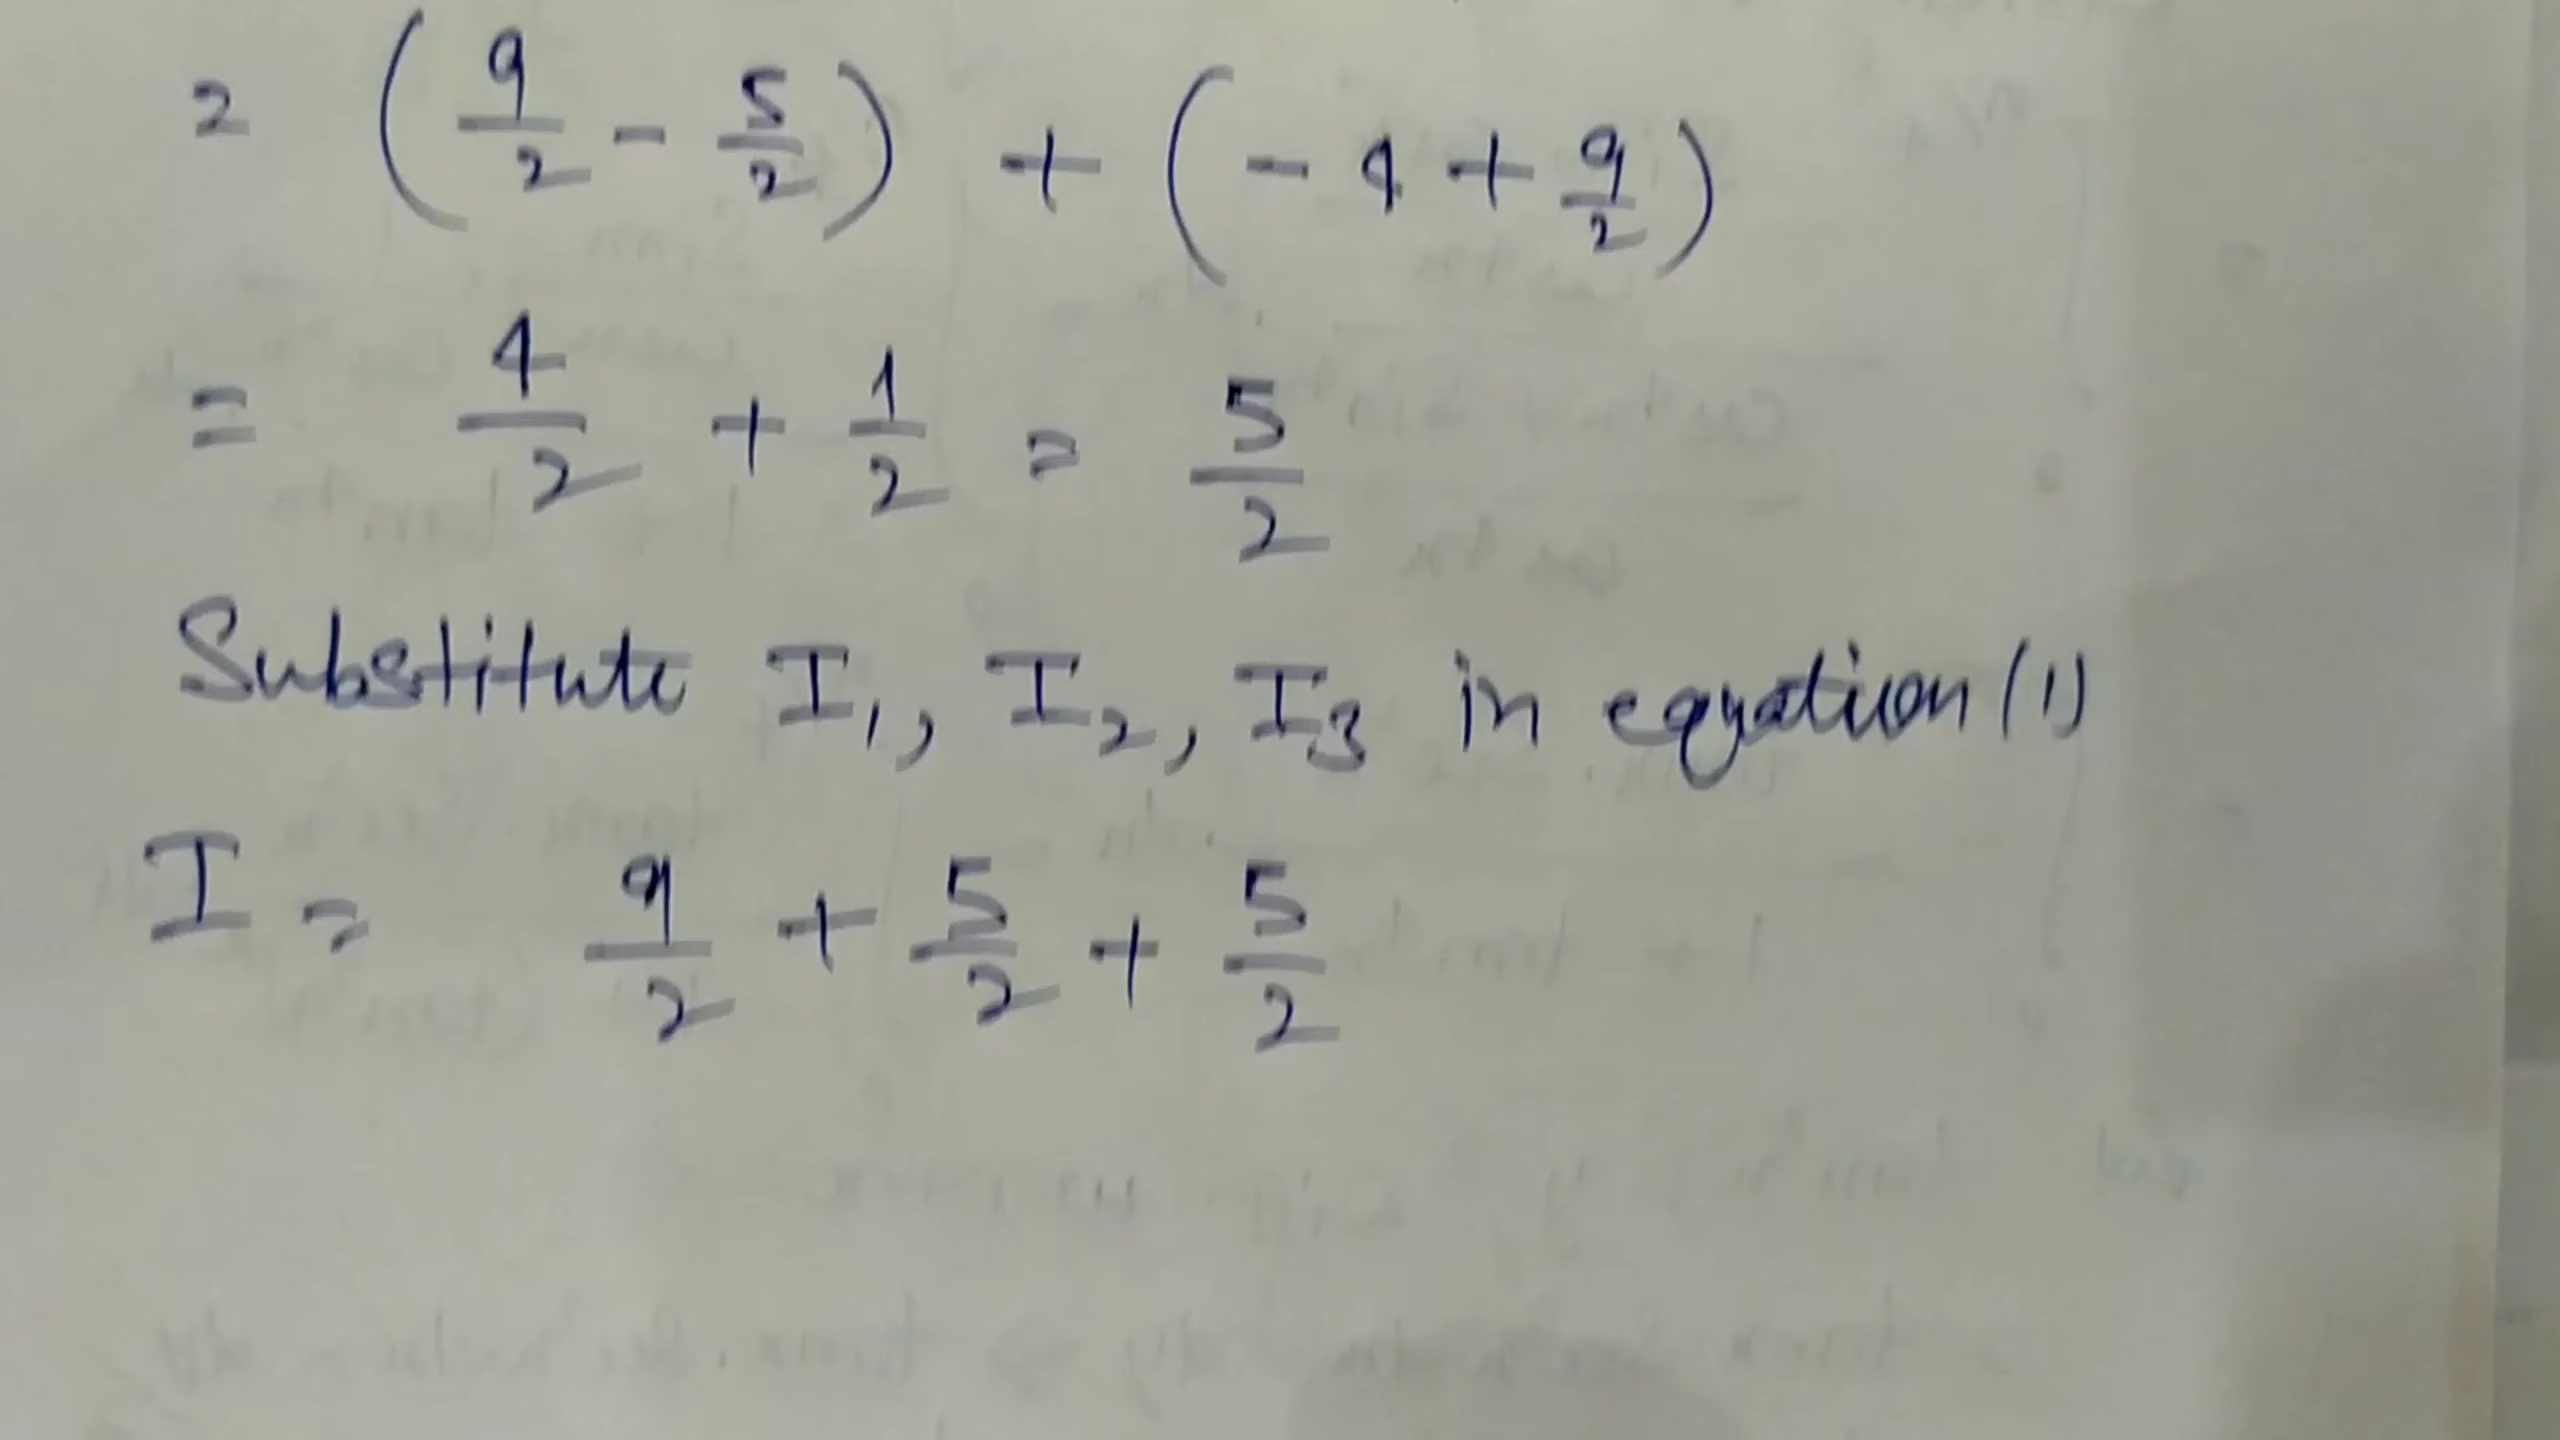 = (9/2 - 5/2) + (-4 + 9/2)
= 4/2 + 1/2 = 5/2
Substitute I₁, I₂, I₃ in equation (1)
I = 9/2 + 5/2 + 5/2